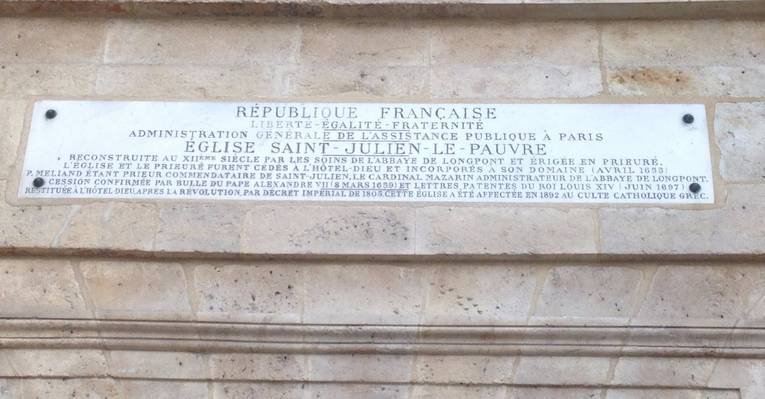 RÉPUBLIQUE FRANÇAISE
LIBERTÉ-ÉGALITÉ-FRATERNITÉ
ADMINISTRATION GÉNÉRALE DE L'ASSISTANCE PUBLIQUE À PARIS
ÉGLISE SAINT-JULIEN-LE-PAUVRE
RECONSTRUITE AU XIIÈME SIÈCLE PAR LES SOINS DE L'ABBAYE DE LONGPONT ET ÉRIGÉE EN PRIEURÉ.
L'ÉGLISE ET LE PRIEURÉ FURENT CÉDÉS À L'HÔTEL-DIEU ET INCORPORÉS À SON DOMAINE (AVRIL 1655)
P. MELIAND ÉTANT PRIEUR COMMENDATAIRE DE SAINT-JULIEN, LE CARDINAL MAZARIN ADMINISTRATEUR DE L'ABBAYE DE LONGPONT.
CESSION CONFIRMÉE PAR BULLE DU PAPE ALEXANDRE VII (8 MARS 1659) ET LETTRES PATENTES DU ROI LOUIS XIV (JUIN 1697)
RESTITUÉE À L'HÔTEL-DIEU, APRÈS LA RÉVOLUTION, PAR DÉCRET IMPÉRIAL DE 1805, CETTE ÉGLISE A ÉTÉ AFFECTÉE EN 1892 AU CULTE CATHOLIQUE GREC.